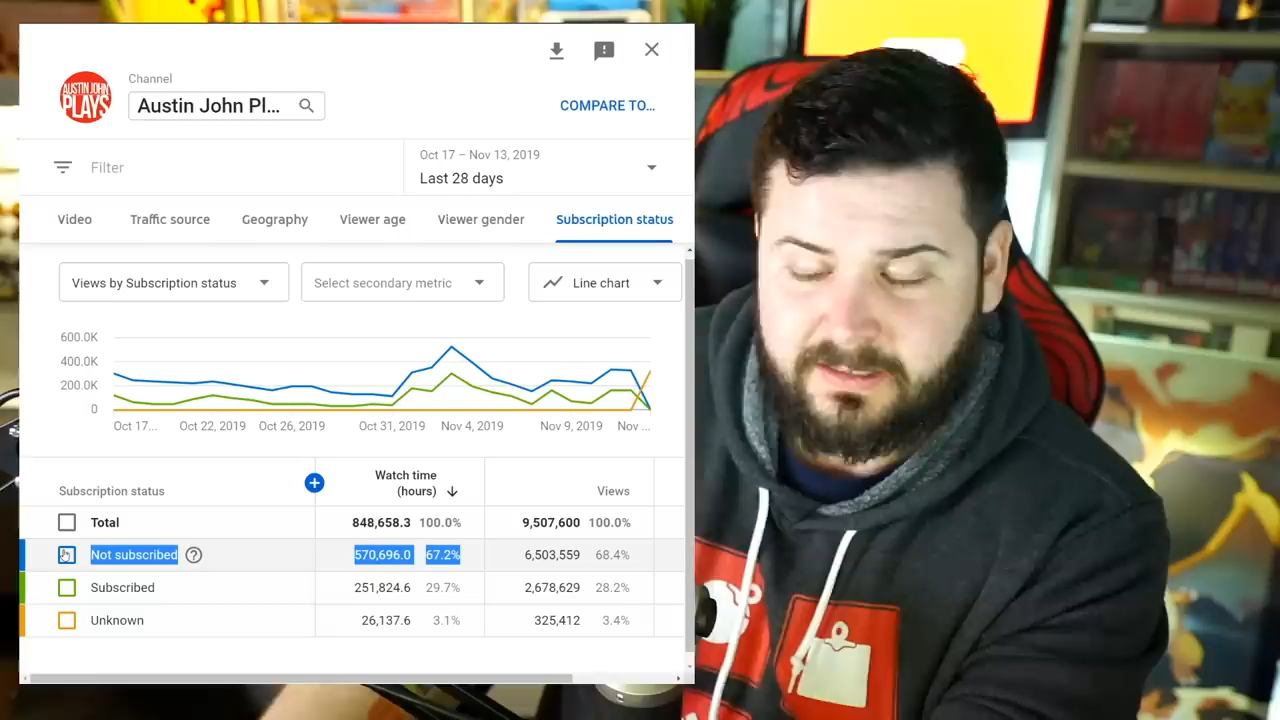 Channel
AUSTIN JOHN
PLAYS
Austin John Pl...
COMPARE TO...
Filter
Oct 17 – Nov 13, 2019
Last 28 days
Video
Traffic source
Geography
Viewer age
Viewer gender
Subscription status
Views by Subscription status
Select secondary metric
Line chart
600.0K
400.0K
200.0K
0
Oct 17... Oct 22, 2019 Oct 26, 2019 Oct 31, 2019 Nov 4, 2019 Nov 9, 2019 Nov ...
Subscription status
Watch time
(hours)
Views
Total 848,658.3 100.0% 9,507,600 100.0%
Not subscribed 570,696.0 67.2% 6,503,559 68.4%
Subscribed 251,824.6 29.7% 2,678,629 28.2%
Unknown 26,137.6 3.1% 325,412 3.4%